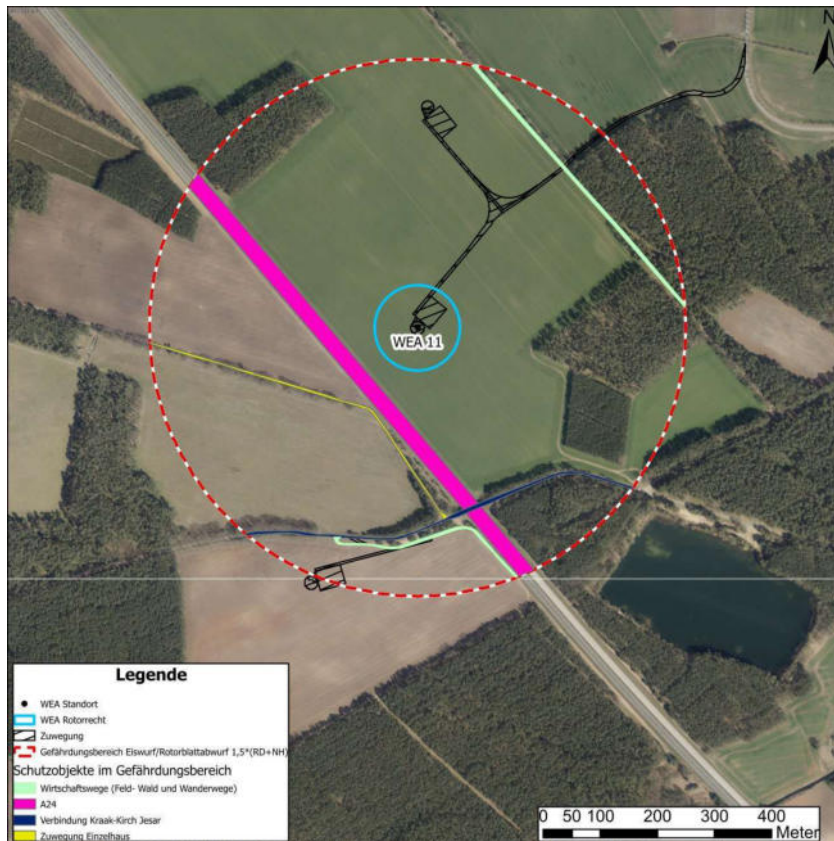 N
WEA 11
Legende
WEA Standort
WEA Rotorrecht
Zuwegung
Gefährdungsbereich Eiswurf/Rotorblattabwurf 1,5*(RD+NH)
Schutzobjekte im Gefährdungsbereich
Wirtschaftswege (Feld- Wald und Wanderwege)
A24
Verbindung Kraak-Kirch Jesar
Zuwegung Einzelhaus
0 50 100 200 300 400
Meter